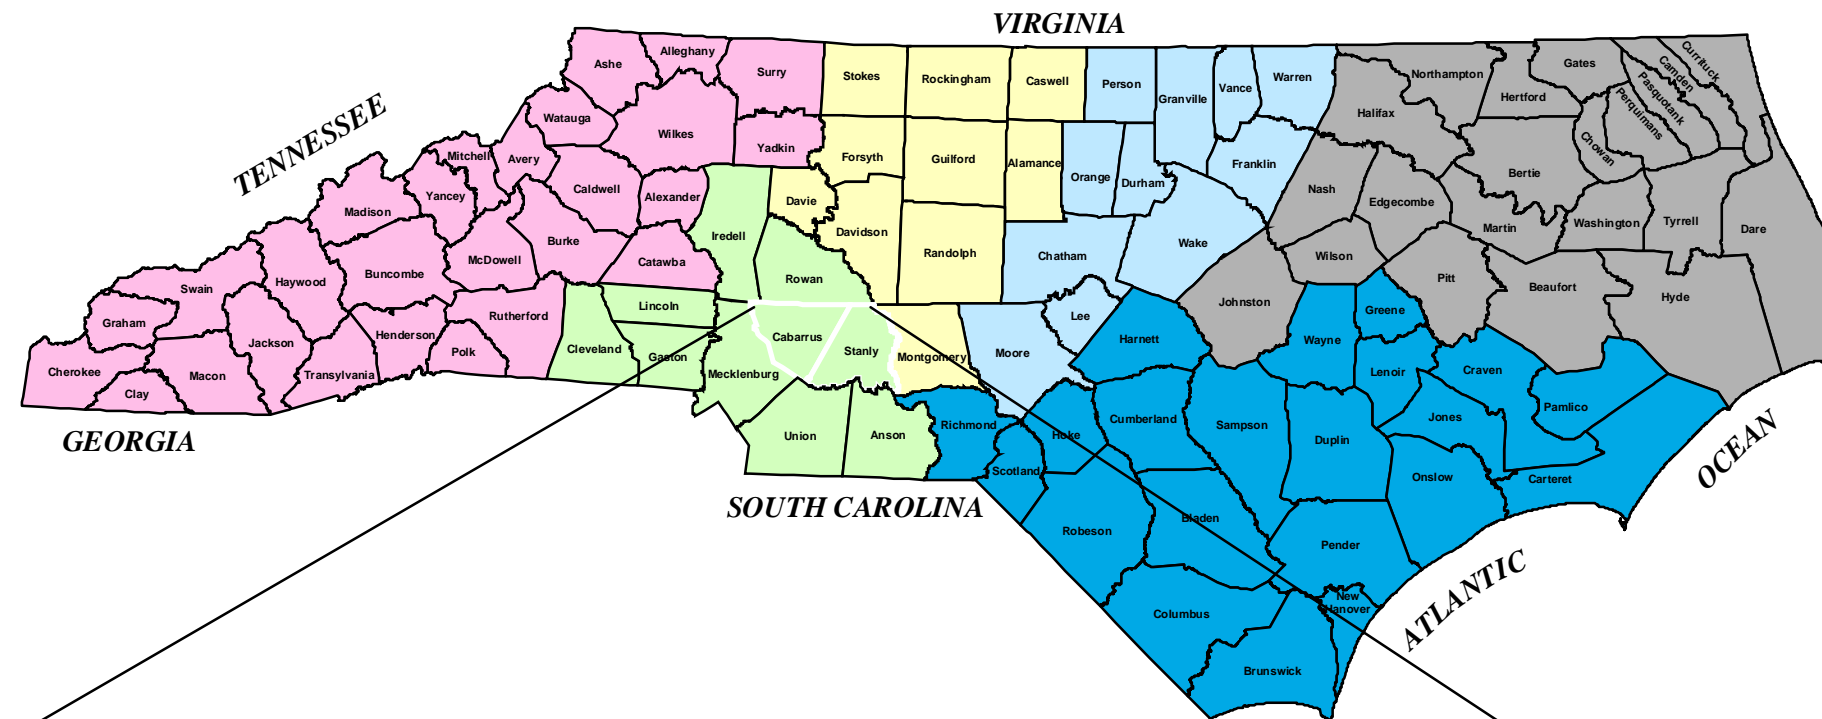 VIRGINIA
TENNESSEE
GEORGIA
SOUTH CAROLINA
ATLANTIC
OCEAN
Ashe
Alleghany
Surry
Stokes
Rockingham
Caswell
Person
Granville
Vance
Warren
Northampton
Gates
Hertford
Currituck
Camden
Pasquotank
Perquimans
Chowan
Halifax
Watauga
Wilkes
Yadkin
Forsyth
Guilford
Alamance
Orange
Durham
Franklin
Nash
Edgecombe
Bertie
Martin
Washington
Tyrrell
Dare
Mitchell
Avery
Yancey
Madison
Caldwell
Alexander
Davie
Iredell
Davidson
Randolph
Chatham
Wake
Wilson
Pitt
Beaufort
Hyde
Burke
McDowell
Buncombe
Haywood
Swain
Graham
Catawba
Rowan
Lincoln
Rutherford
Henderson
Polk
Jackson
Transylvania
Macon
Cherokee
Clay
Cleveland
Gaston
Mecklenburg
Cabarrus
Stanly
Montgomery
Moore
Lee
Harnett
Johnston
Greene
Wayne
Lenoir
Craven
Jones
Pamlico
Carteret
Onslow
Duplin
Sampson
Cumberland
Hoke
Richmond
Scotland
Anson
Union
Robeson
Bladen
Pender
New
Hanover
Columbus
Brunswick